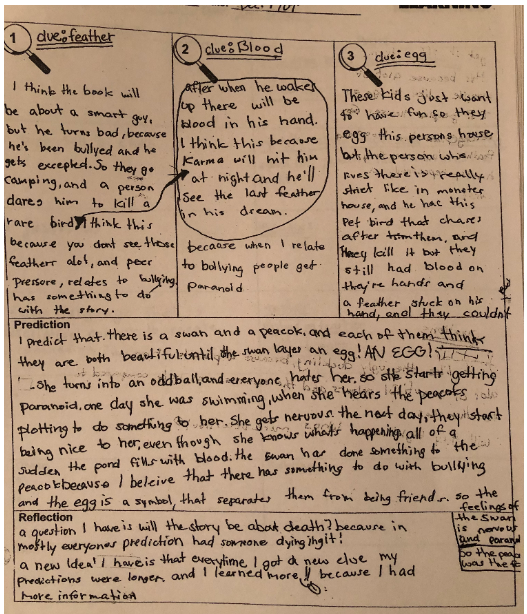 LEARNING
1 clue: feather
I think the book will
be about a smart guy,
but he turns bad, because
he's been bullyed and he
gets excepted. So they go
camping, and a person
dares him to kill a
rare bird, I think this
because you dont see those
feathers alot, and peer
pressure, relates to bullying.
has something to do
with the story.
2 clue: Blood
after when he wakes
up there will be
blood in his hand.
I think this because
Karma will hit him
at night and he'll
see the last feather
in his dream.
because when I relate
to bollying people get
Paranoid
3 clue: egg
These kids just want
to have fun so they
egg this persons house
but, the person who
lives there is really
strict like in monster
house, and he has this
Pet bird that chases
after them, and
they kill it but they
still had blood on
they're hands and
a feather stuck on his
hand, and they couldn't
Prediction
I predict that there is a swan and a peacok, and each of them think
they are both beautiful until the swan layes an egg! AN EGG!
She turns into an oddball, and everyone hates her, so she starts getting
paranoid, one day she was swimming, when she hears the peacocks
plotting to do something to her. She gets nervous. the next day, they start
being nice to her, even though she knows whats happening, all of a
sudden the pond fills with blood. the swan has done something to the
peacok because I beleive that there has something to do with bullying
and the egg is a symbol, that separates them from being friends. so the
feelings of
the swan
is nervous
and paranoid
so the peac
was the
Reflection
a question I have is will the story be about death? because in
mostly everyones prediction had someone dying in it!
a new Idea I have is that everytime I got a new clue my
predictions were longer, and I learned more!! because I had
more information